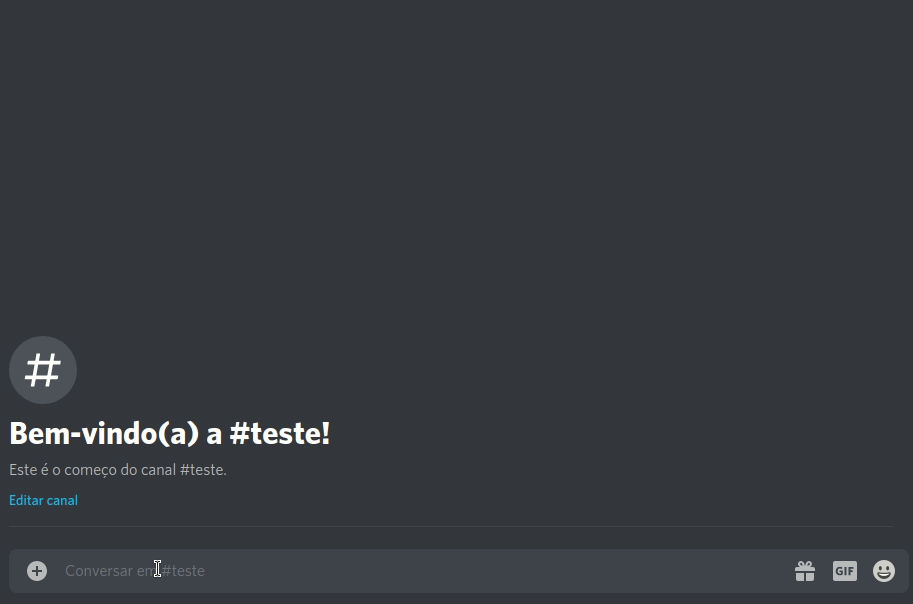 Bem-vindo(a) a #teste!
Este é o começo do canal #teste.
Editar canal
Conversar em #teste
GIF